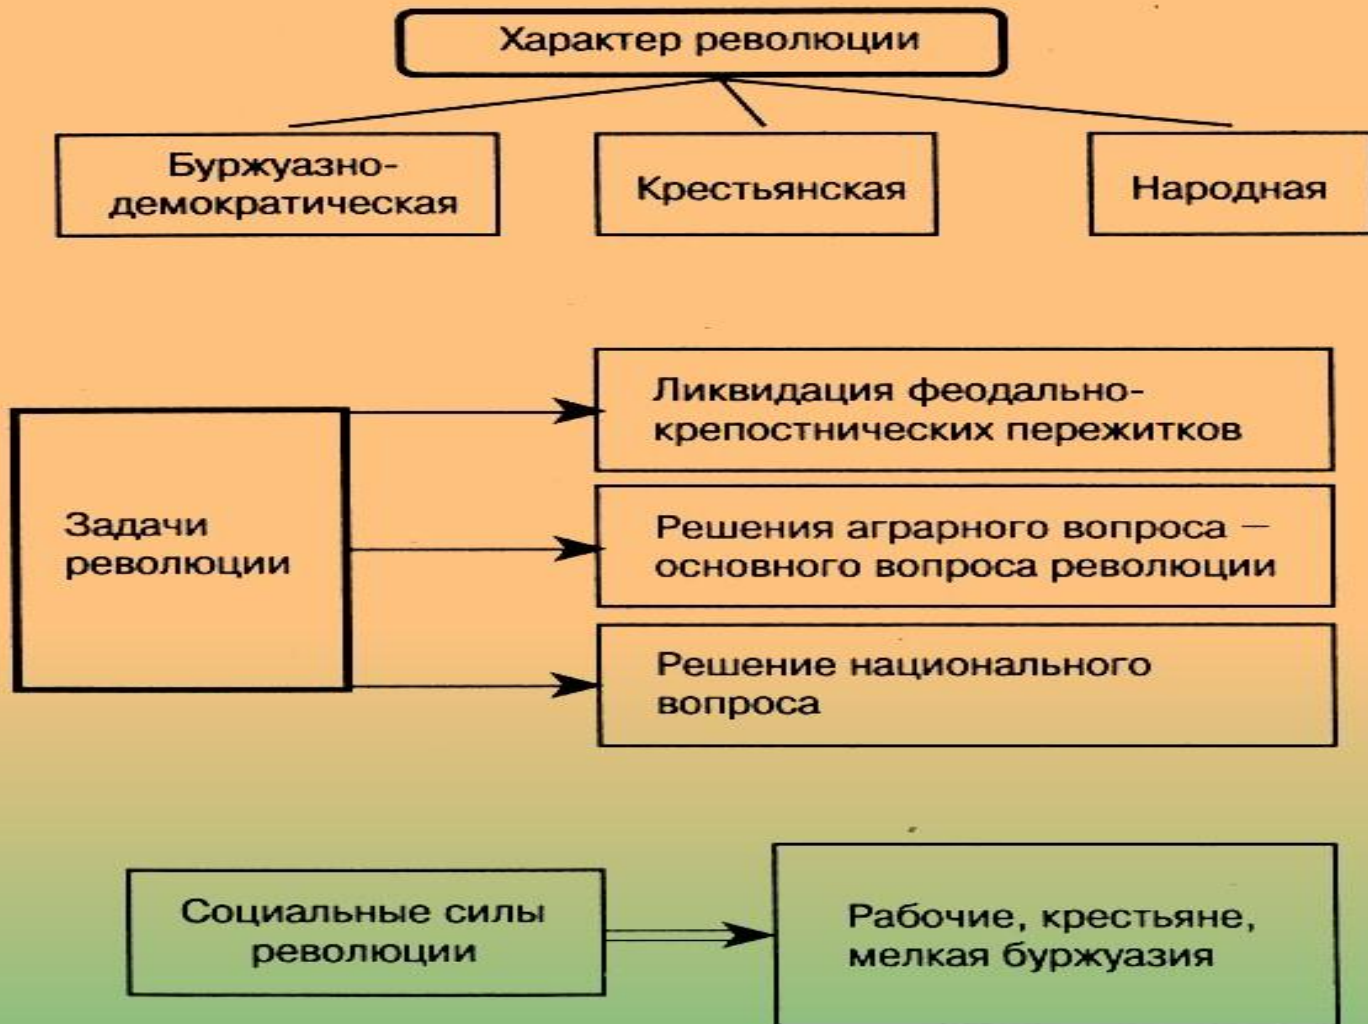 Характер революции
Буржуазно-
демократическая
Крестьянская
Народная
Ликвидация феодально-
крепостнических пережитков
Задачи
революции
Решения аграрного вопроса —
основного вопроса революции
Решение национального
вопроса
Социальные силы
революции
Рабочие, крестьяне,
мелкая буржуазия